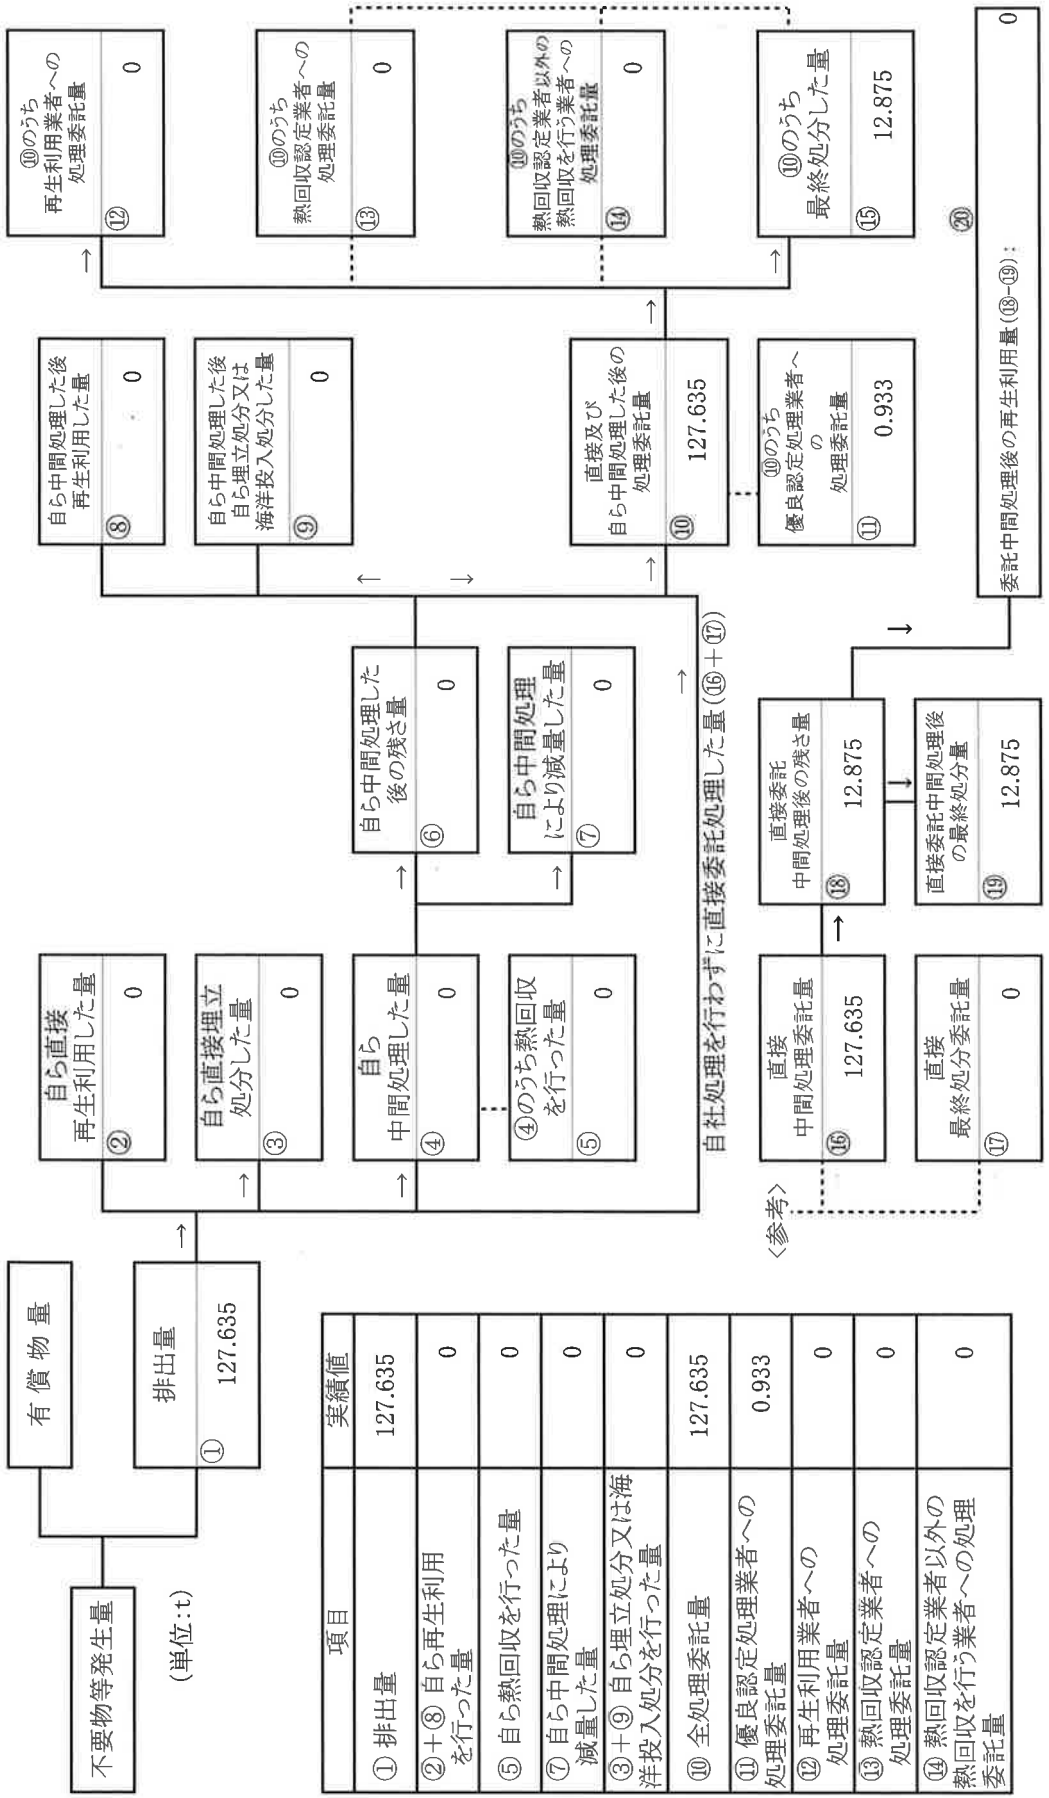 不要物等発生量
(単位:t)
有償物量
排出量
①
127.635
自ら直接
再生利用した量
②
0
自ら直接埋立
処分した量
③
0
自ら
中間処理した量
④
0
④のうち熱回収
を行った量
⑤
0
自ら中間処理した
後の残さ量
⑥
0
自ら中間処理
により減量した量
⑦
0
自ら中間処理した後
再生利用した量
⑧
0
自ら中間処理した後
自ら埋立処分又は
海洋投入処分した量
⑨
0
直接及び
自ら中間処理した後の
処理委託量
⑩
127.635
⑩のうち
優良認定処理業者へ
の
処理委託量
⑪
0.933
⑩のうち
再生利用業者への
処理委託量
⑫
0
⑩のうち
熱回収認定業者への
処理委託量
⑬
0
⑩のうち
熱回収認定業者以外の
熱回収を行う業者への
処理委託量
⑭
0
⑩のうち
最終処分した量
⑮
12.875
自社処理を行わずに直接委託処理した量(⑯+⑰)
<参考>
直接
中間処理委託量
⑯
127.635
直接
最終処分委託量
⑰
0
直接委託
中間処理後の残さ量
⑱
12.875
直接委託中間処理後
の最終処分量
⑲
12.875
⑳
委託中間処理後の再生利用量(⑱-⑲):
0
項目
実績値
① 排出量
127.635
②+⑧ 自ら再生利用
を行った量
0
⑤ 自ら熱回収を行った量
0
⑦ 自ら中間処理により
減量した量
0
③+⑨ 自ら埋立処分又は海
洋投入処分を行った量
0
⑩ 全処理委託量
127.635
⑪ 優良認定処理業者への
処理委託量
0.933
⑫ 再生利用業者への
処理委託量
0
⑬ 熱回収認定業者への
処理委託量
0
⑭ 熱回収認定業者以外の
熱回収を行う業者への処理
委託量
0